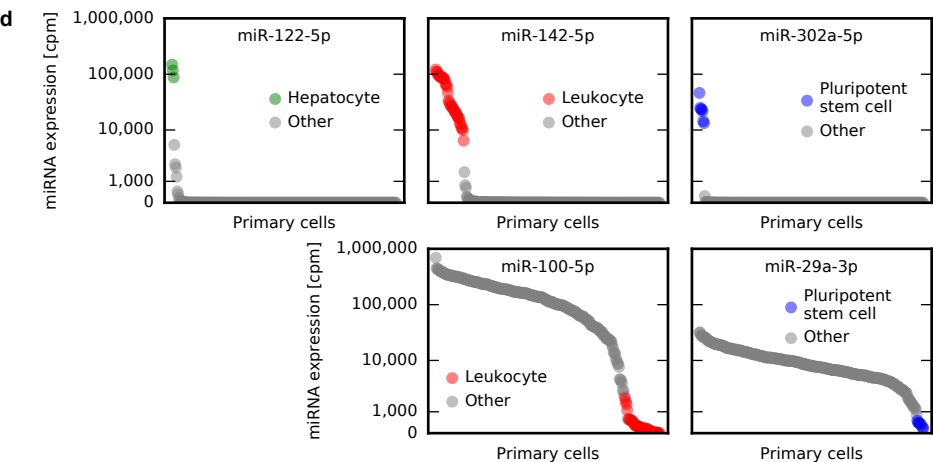 d
miRNA expression [cpm]
1,000,000
100,000
10,000
1,000
0
miR-122-5p
Hepatocyte
Other
Primary cells
miR-142-5p
Leukocyte
Other
Primary cells
miR-302a-5p
Pluripotent
stem cell
Other
Primary cells
miRNA expression [cpm]
1,000,000
100,000
10,000
1,000
0
miR-100-5p
Leukocyte
Other
Primary cells
miR-29a-3p
Pluripotent
stem cell
Other
Primary cells